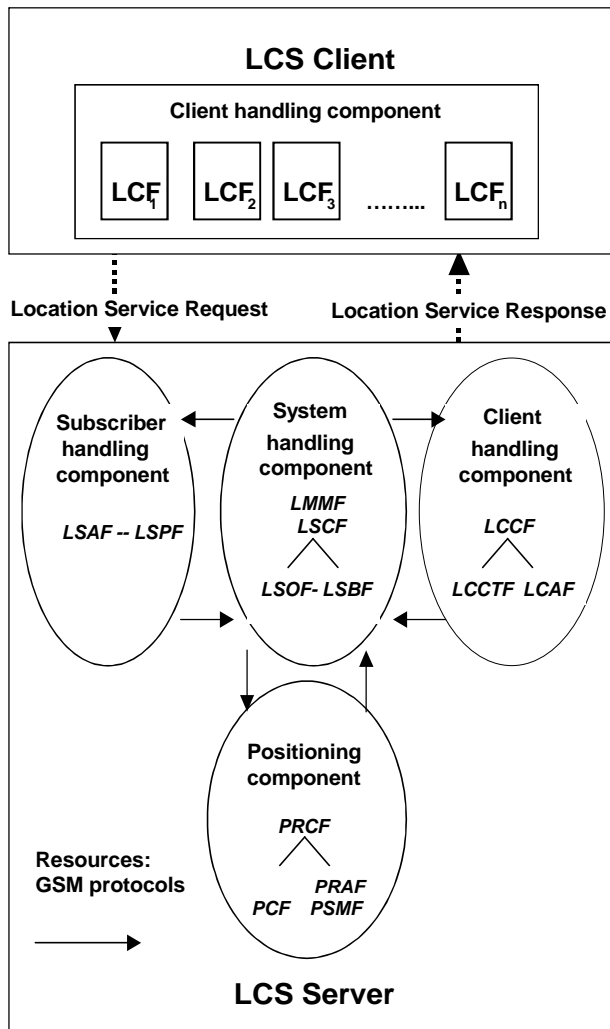 LCS Client
Client handling component
LCF1 LCF2 LCF3 ……... LCFn
Location Service Request
Location Service Response
Subscriber
handling
component
LSAF -- LSPF
System
handling
component
LMMF
LSCF
LSOF- LSBF
Client
handling
component
LCCF
LCCTF LCAF
Positioning
component
PRCF
PRAF
PCF PSMF
Resources:
GSM protocols
LCS Server